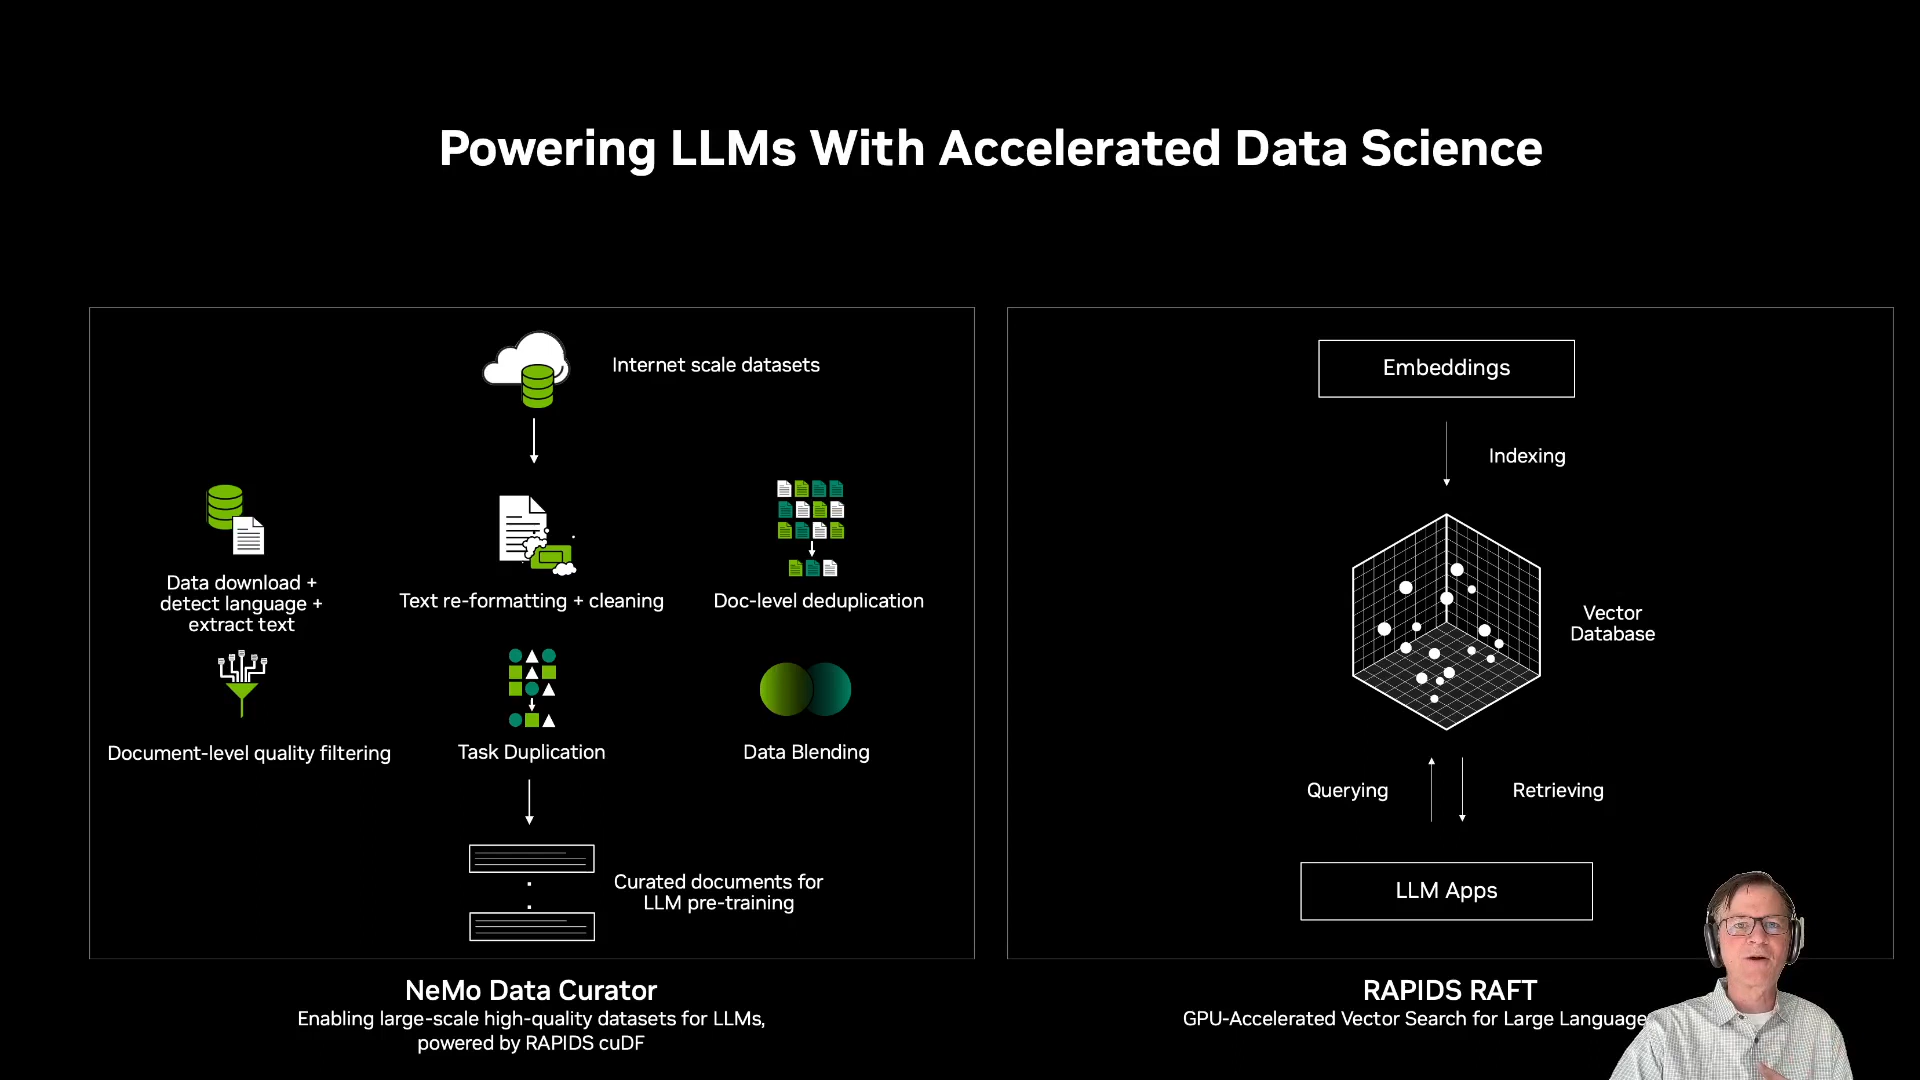 Powering LLMs With Accelerated Data Science
Internet scale datasets
Data download +
detect language +
extract text
Text re-formatting + cleaning
Doc-level deduplication
Document-level quality filtering
Task Duplication
Data Blending
Curated documents for
LLM pre-training
NeMo Data Curator
Enabling large-scale high-quality datasets for LLMs,
powered by RAPIDS cuDF
Embeddings
Indexing
Vector
Database
Querying
Retrieving
LLM Apps
RAPIDS RAFT
GPU-Accelerated Vector Search for Large Language